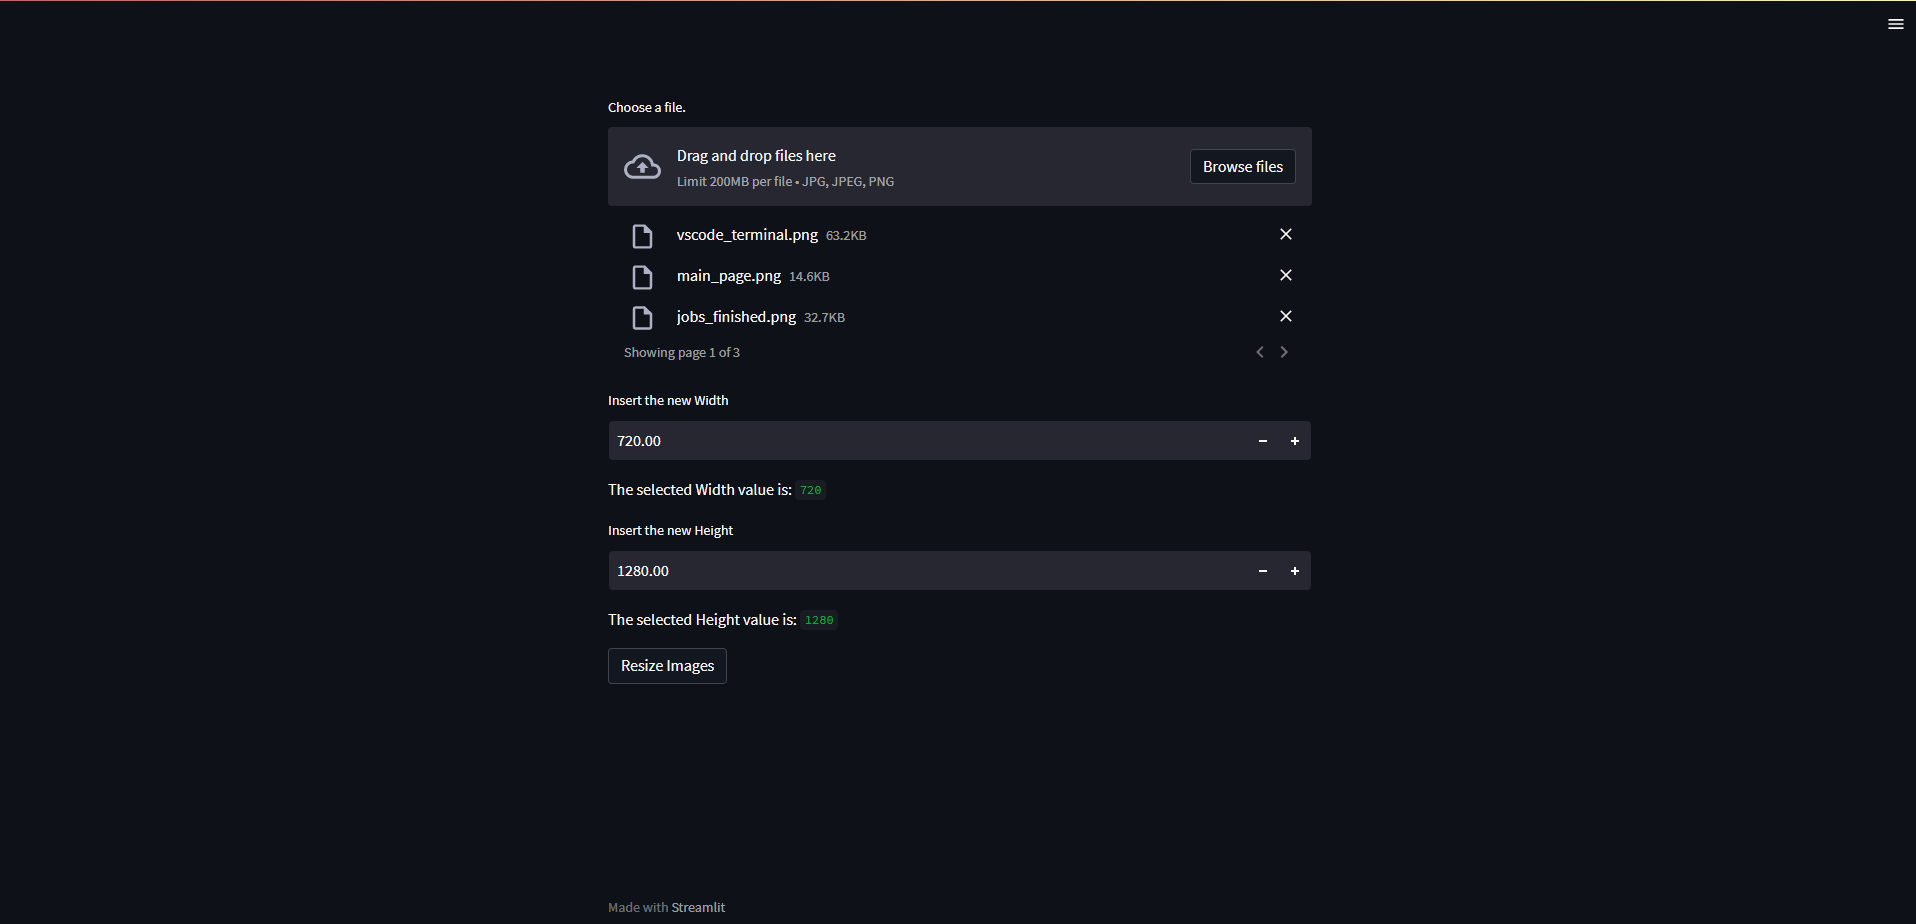 Choose a file.
Drag and drop files here
Limit 200MB per file • JPG, JPEG, PNG
Browse files
vscode_terminal.png 63.2KB
main_page.png 14.6KB
jobs_finished.png 32.7KB
Showing page 1 of 3
Insert the new Width
720.00
The selected Width value is: 720
Insert the new Height
1280.00
The selected Height value is: 1280
Resize Images
Made with Streamlit